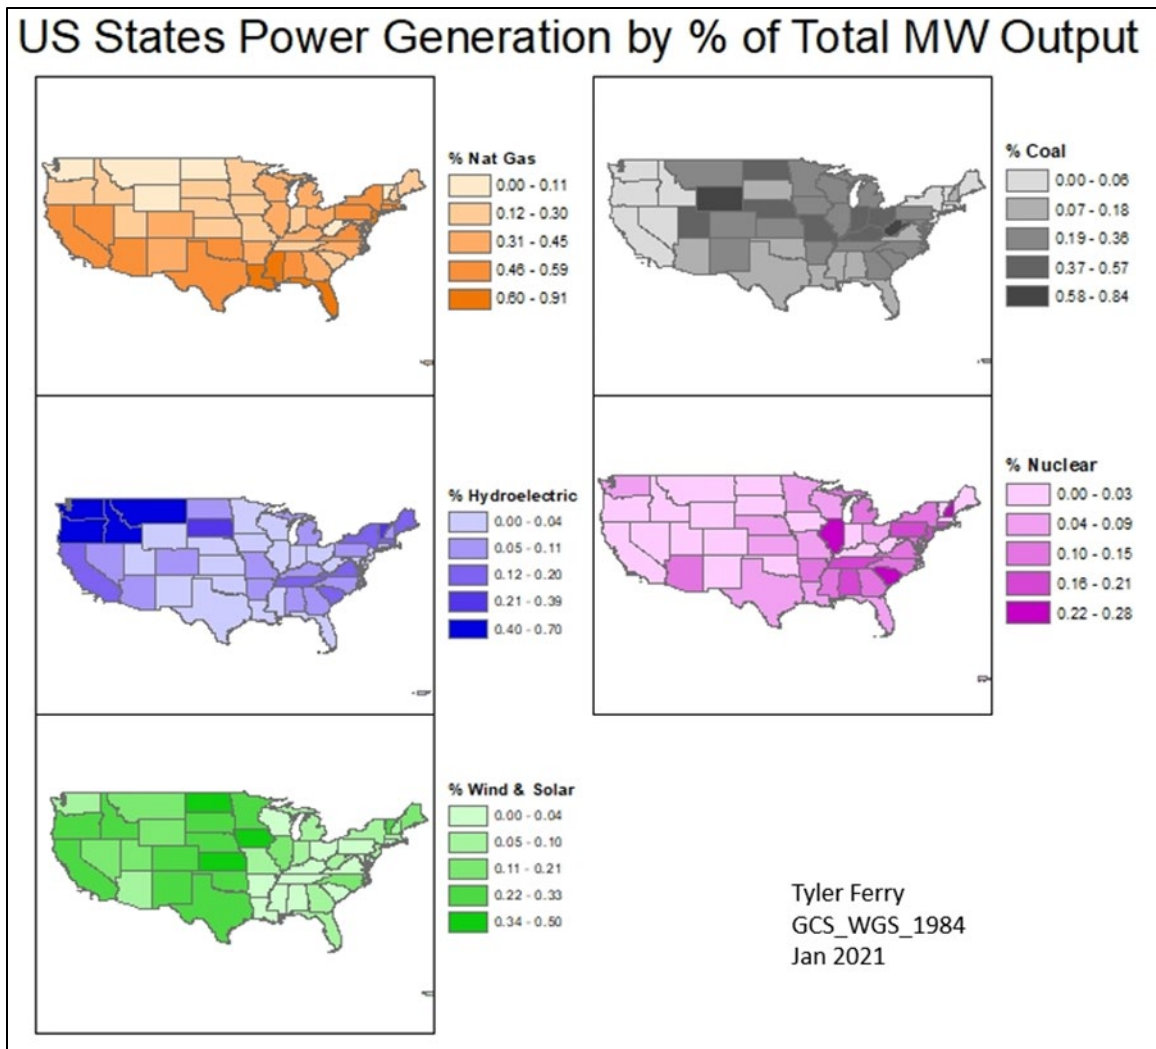 US States Power Generation by % of Total MW Output
% Nat Gas
0.00 - 0.11
0.12 - 0.30
0.31 - 0.45
0.46 - 0.59
0.60 - 0.91
% Coal
0.00 - 0.06
0.07 - 0.18
0.19 - 0.36
0.37 - 0.57
0.58 - 0.84
% Hydroelectric
0.00 - 0.04
0.05 - 0.11
0.12 - 0.20
0.21 - 0.39
0.40 - 0.70
% Nuclear
0.00 - 0.03
0.04 - 0.09
0.10 - 0.15
0.16 - 0.21
0.22 - 0.28
% Wind & Solar
0.00 - 0.04
0.05 - 0.10
0.11 - 0.21
0.22 - 0.33
0.34 - 0.50
Tyler Ferry
GCS_WGS_1984
Jan 2021